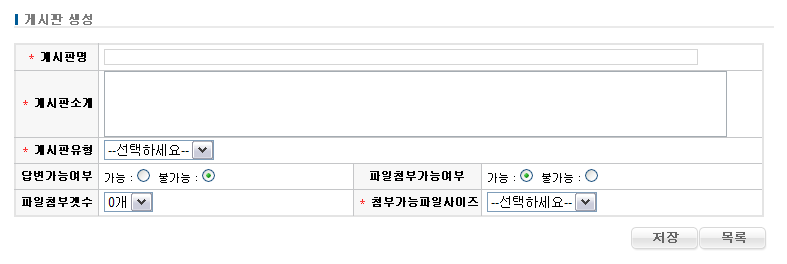 게시판 생성
* 게시판명
* 게시판소개
* 게시판유형 --선택하세요--
답변가능여부 가능 : 불가능 : 파일첨부가능여부 가능 : 불가능 :
파일첨부겟수 0개 * 첨부가능파일사이즈 --선택하세요--
저장 목록